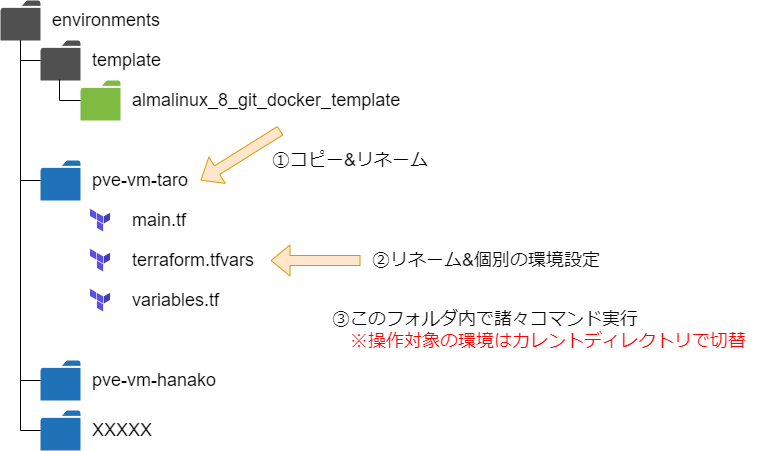 environments
template
almalinux_8_git_docker_template
①コピー&リネーム
pve-vm-taro
main.tf
terraform.tfvars
②リネーム&個別の環境設定
variables.tf
③このフォルダ内で諸々コマンド実行
※操作対象の環境はカレントディレクトリで切替
pve-vm-hanako
XXXXX